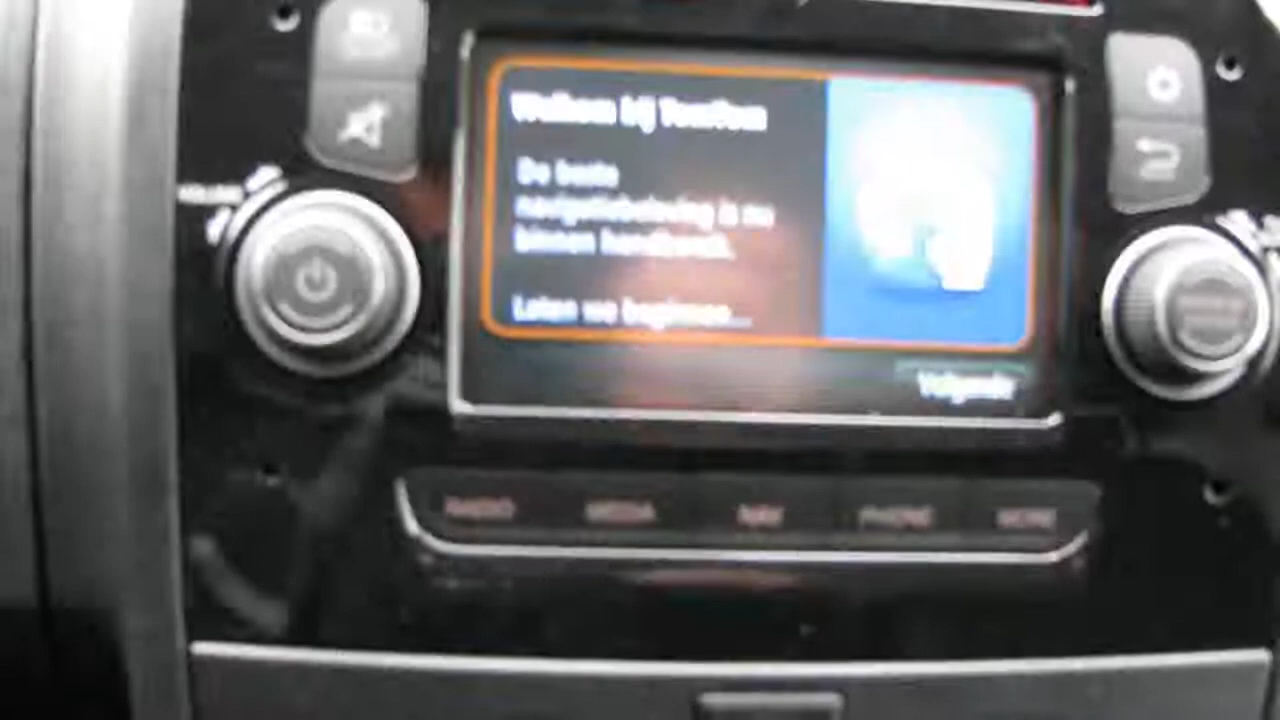 VOLUME
Welkom bij TomTom
De beste
navigatiebeleving is nu
binnen handbereik.
Laten we beginnen...
Volgende
RADIO
MEDIA
NAV
PHONE
MORE